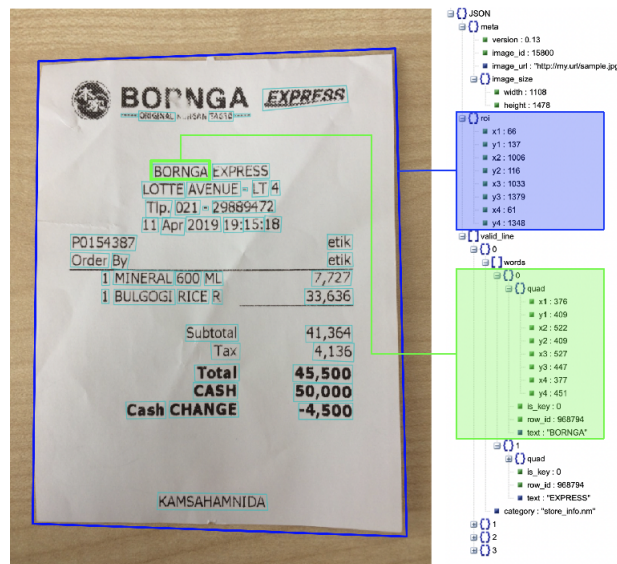 BORNGA EXPRESS
ORIGINAL KOREAN TASTE
BORNGA EXPRESS
LOTTE AVENUE - LT 4
Tlp. 021 - 29889472
11 Apr 2019 19:15:18
P0154387 etik
Order By etik
1 MINERAL 600 ML 7,727
1 BULGOGI RICE R 33,636
Subtotal 41,364
Tax 4,136
Total 45,500
CASH 50,000
Cash CHANGE -4,500
KAMSAHAMNIDA
JSON
meta
version : 0.13
image_id : 15800
image_url : "http://my.url/sample.jpg
image_size
width : 1108
height : 1478
roi
x1 : 66
y1 : 137
x2 : 1006
y2 : 116
x3 : 1033
y3 : 1379
x4 : 61
y4 : 1348
valid_line
0
words
0
quad
x1 : 376
y1 : 409
x2 : 522
y2 : 409
x3 : 527
y3 : 447
x4 : 377
y4 : 451
is_key : 0
row_id : 968794
text : "BORNGA"
1
quad
is_key : 0
row_id : 968794
text : "EXPRESS"
category : "store_info.nm"
1
2
3